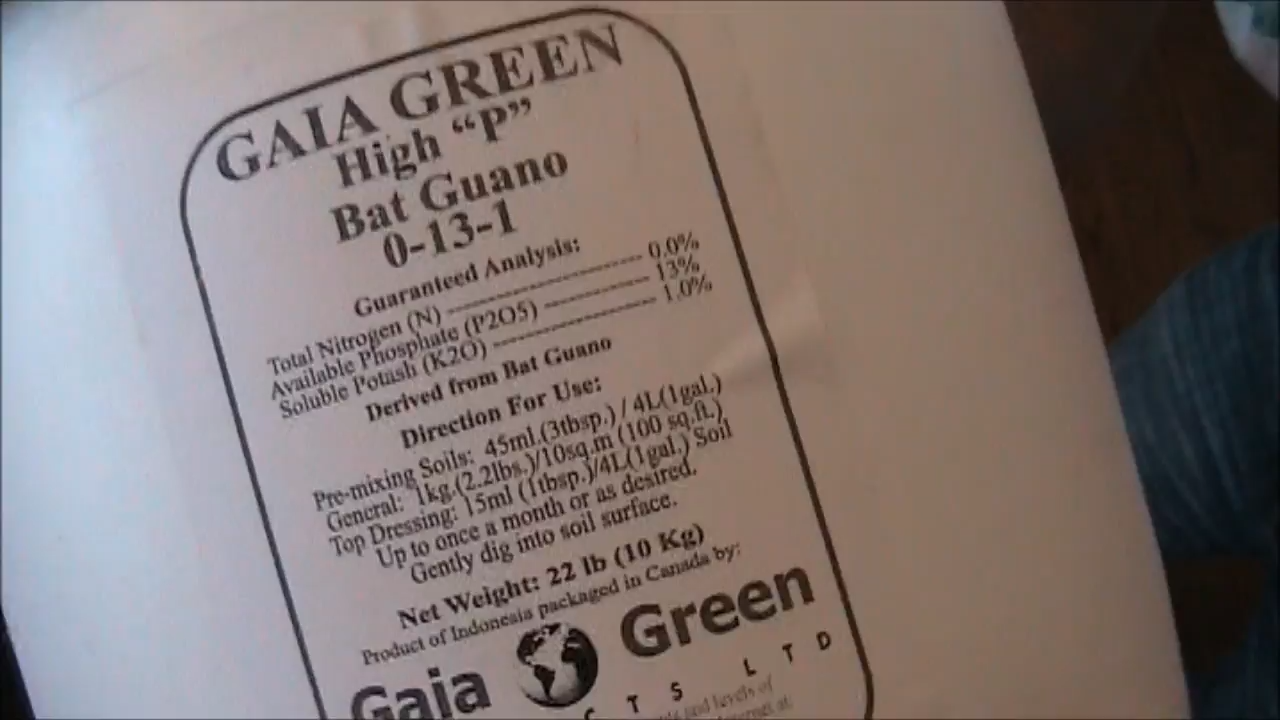 GAIA GREEN
High “P”
Bat Guano
0-13-1
Guaranteed Analysis:
Total Nitrogen (N) ---------------------- 0.0%
Available Phosphate (P2O5) ------------ 13%
Soluble Potash (K2O) ------------------- 1.0%
Derived from Bat Guano
Direction For Use:
Pre-mixing Soils: 45ml.(3tbsp.) / 4L(1gal.)
General: 1kg.(2.2lbs.)/10sq.m (100 sq.ft.)
Top Dressing: 15ml (1tbsp.)/4L(1gal.) Soil
Up to once a month or as desired.
Gently dig into soil surface.
Net Weight: 22 lb (10 Kg)
Product of Indonesia packaged in Canada by:
Gaia Green
C T S L T D
and levels of
at: